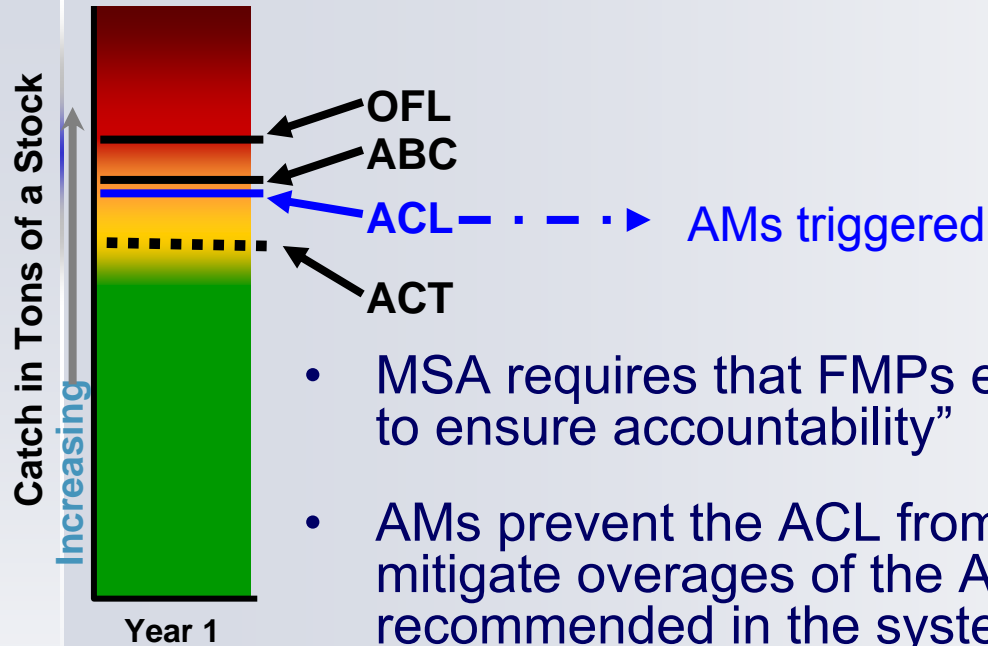 Catch in Tons of a Stock
Increasing
OFL
ABC
ACL
AMs triggered
ACT
Year 1
• MSA requires that FMPs e
to ensure accountability”
• AMs prevent the ACL from
mitigate overages of the A
recommended in the syste